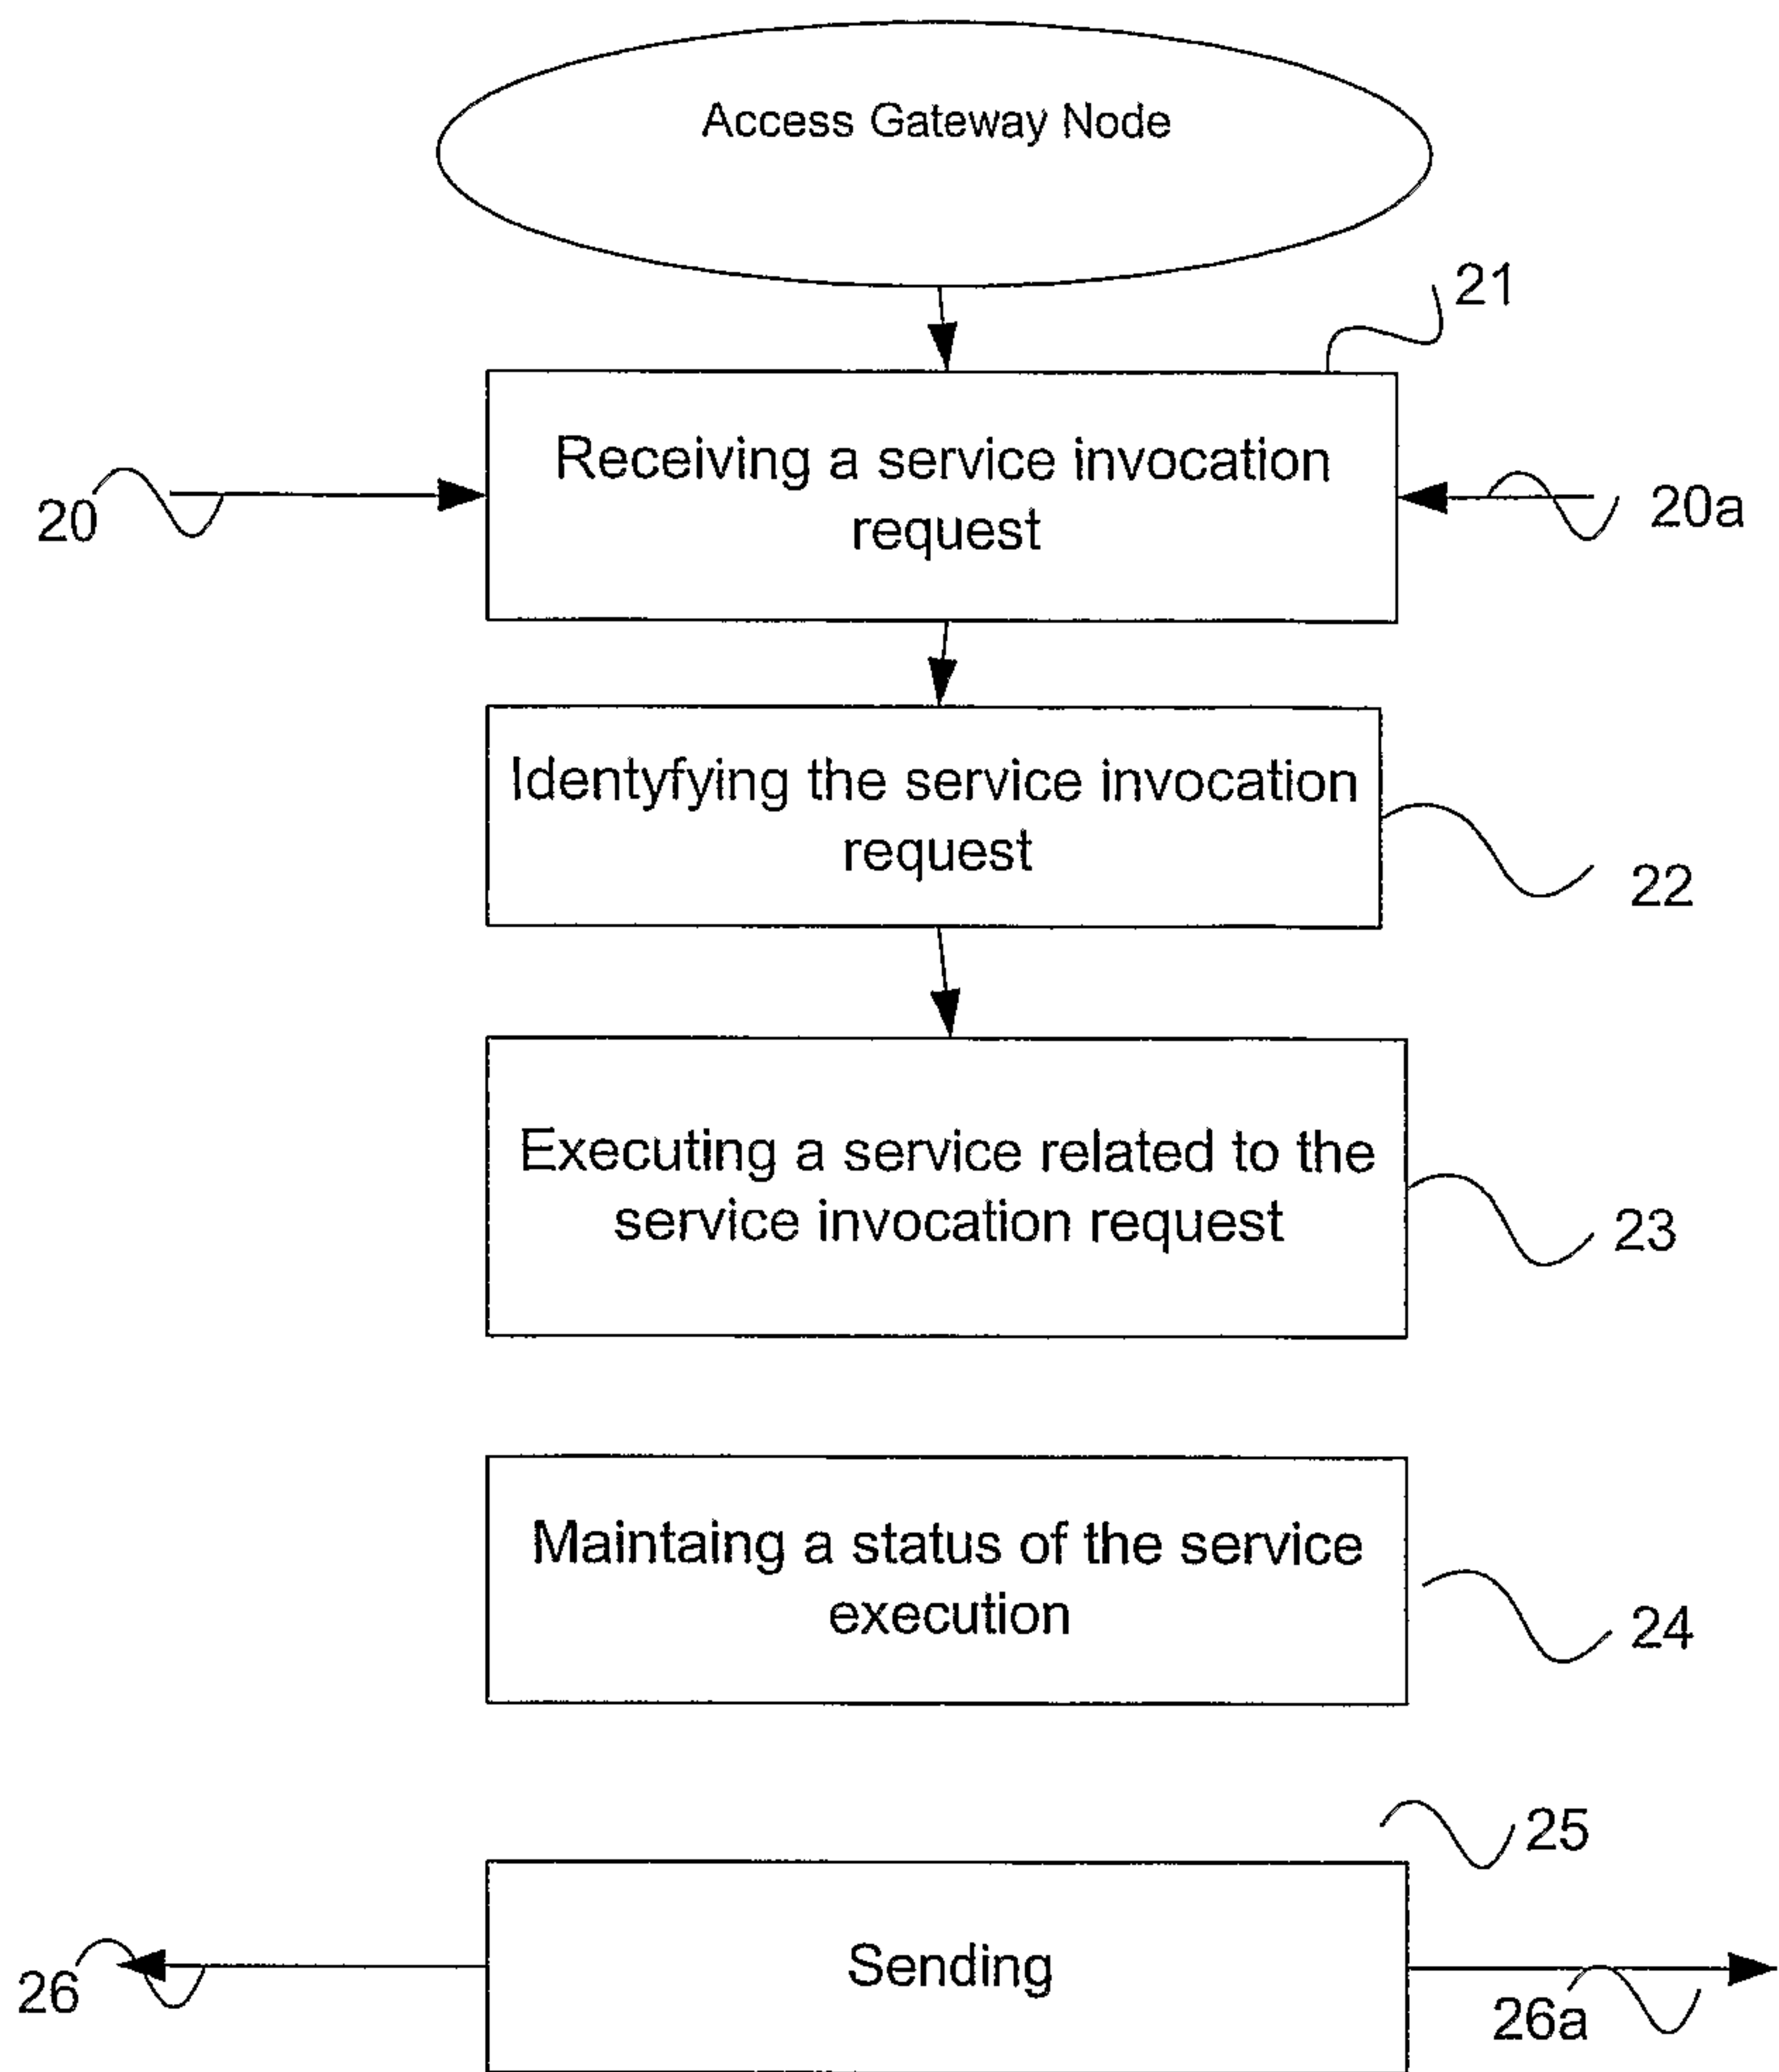 Access Gateway Node
21
Receiving a service invocation
request
20
20a
Identyfying the service invocation
request
22
Executing a service related to the
service invocation request
23
Maintaing a status of the service
execution
24
25
Sending
26
26a